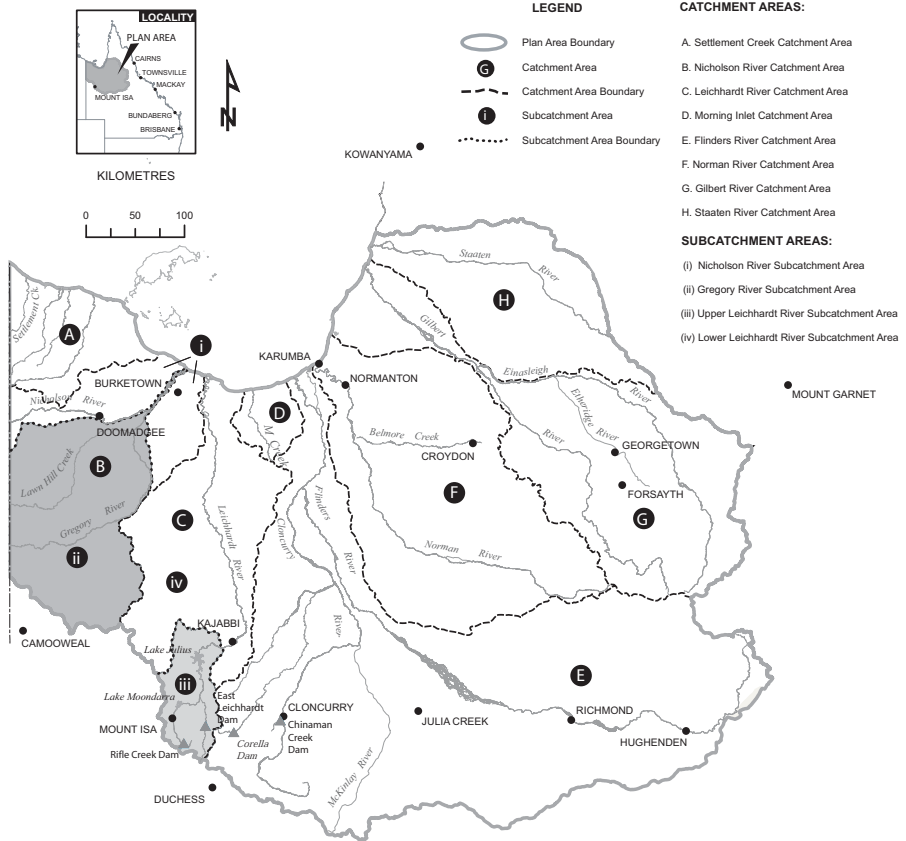 LOCALITY
PLAN AREA
CAIRNS
TOWNSVILLE
MACKAY
MOUNT ISA
BUNDABERG
BRISBANE
N
KILOMETRES
0 50 100
LEGEND
Plan Area Boundary
G Catchment Area
Catchment Area Boundary
i Subcatchment Area
Subcatchment Area Boundary
CATCHMENT AREAS:
A. Settlement Creek Catchment Area
B. Nicholson River Catchment Area
C. Leichhardt River Catchment Area
D. Morning Inlet Catchment Area
E. Flinders River Catchment Area
F. Norman River Catchment Area
G. Gilbert River Catchment Area
H. Staaten River Catchment Area
SUBCATCHMENT AREAS:
(i) Nicholson River Subcatchment Area
(ii) Gregory River Subcatchment Area
(iii) Upper Leichhardt River Subcatchment Area
(iv) Lower Leichhardt River Subcatchment Area
KOWANYAMA
Staaten River
H
Settlement Ck
A
i
Gilbert River
KARUMBA
BURKETOWN
NORMANTON
Einasleigh River
MOUNT GARNET
Nicholson River
DOOMADGEE
D
M. Creek
Etheridge River
Belmore Creek
CROYDON
GEORGETOWN
FORSAYTH
B
Lawn Hill Creek
F
G
C
Leichhardt River
Cloncurry River
Flinders River
Gregory River
Norman River
ii
iv
CAMOOWEAL
KAJABBI
Lake Julius
iii
E
Lake Moondarra
East
Leichhardt
Dam
CLONCURRY
Chinaman
Creek
Dam
JULIA CREEK
RICHMOND
HUGHENDEN
MOUNT ISA
Rifle Creek Dam
Corella
Dam
McKinlay River
DUCHESS